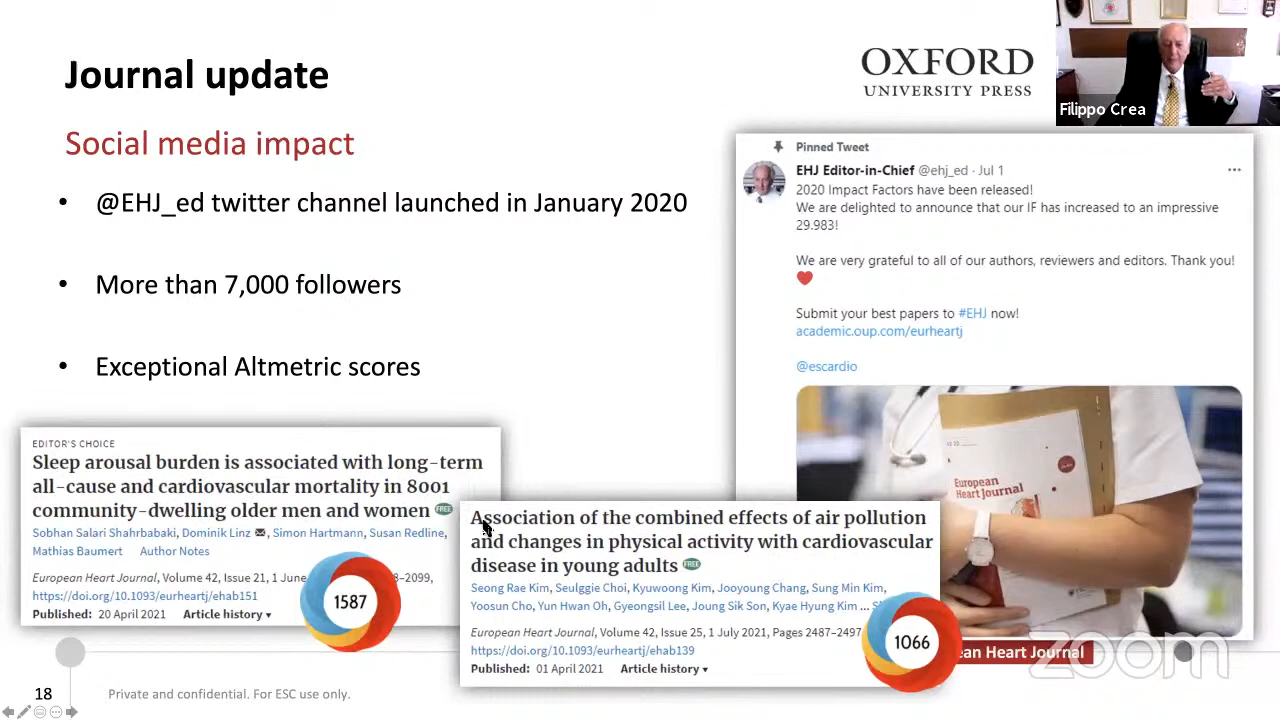 Journal update
OXFORD
UNIVERSITY PRESS
Filippo Crea
Social media impact
• @EHJ_ed twitter channel launched in January 2020
• More than 7,000 followers
• Exceptional Altmetric scores
Pinned Tweet
EHJ Editor-in-Chief @ehj_ed · Jul 1
2020 Impact Factors have been released!
We are delighted to announce that our IF has increased to an impressive
29.983!
We are very grateful to all of our authors, reviewers and editors. Thank you!
❤️
Submit your best papers to #EHJ now!
academic.oup.com/eurheartj
@escardio
European
Heart Journal
EDITOR'S CHOICE
Sleep arousal burden is associated with long-term
all-cause and cardiovascular mortality in 8001
community-dwelling older men and women FREE
Sobhan Salari Shahrbabaki, Dominik Linz, Simon Hartmann, Susan Redline,
Mathias Baumert Author Notes
European Heart Journal, Volume 42, Issue 21, 1 June
–2099,
https://doi.org/10.1093/eurheartj/ehab151
Published: 20 April 2021 Article history
1587
Association of the combined effects of air pollution
and changes in physical activity with cardiovascular
disease in young adults FREE
Seong Rae Kim, Seulggie Choi, Kyuwoong Kim, Jooyoung Chang, Sung Min Kim,
Yoosun Cho, Yun Hwan Oh, Gyeongsil Lee, Joung Sik Son, Kyae Hyung Kim ...
European Heart Journal, Volume 42, Issue 25, 1 July 2021, Pages 2487–2497
https://doi.org/10.1093/eurheartj/ehab139
Published: 01 April 2021 Article history
1066
ean Heart Journal
zoom
18
Private and confidential. For ESC use only.